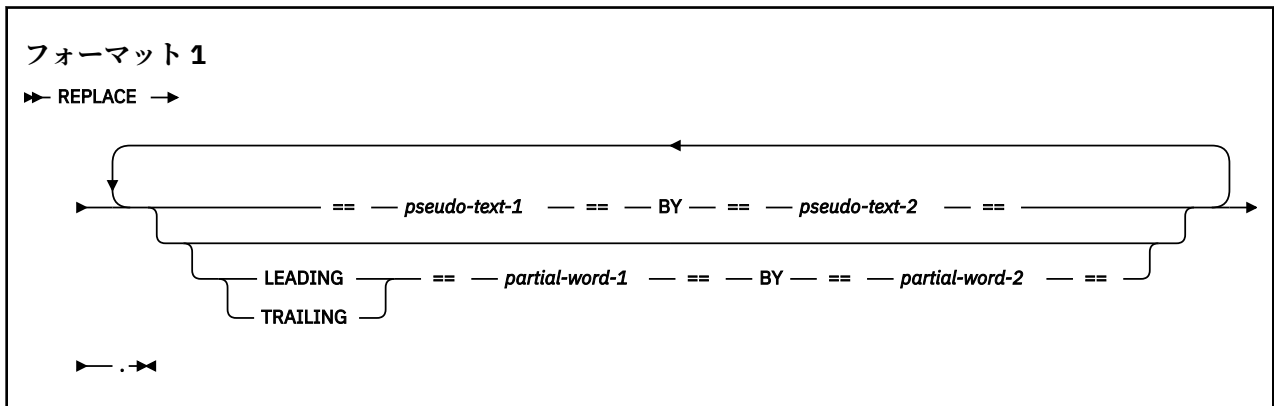 フォーマット 1
REPLACE
== pseudo-text-1 == BY == pseudo-text-2 ==
LEADING == partial-word-1 == BY == partial-word-2 ==
TRAILING
.